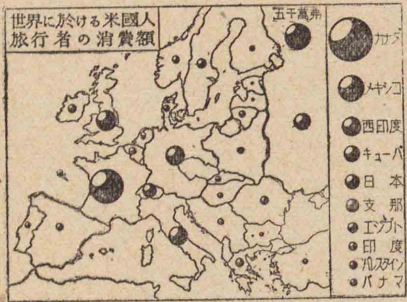 世界に於ける米國人
旅行者の消費額
五千萬弗
カナダ
メキシコ
西印度
キューバ
日本
支那
エヂプト
印度
パレスタイン
パナマ